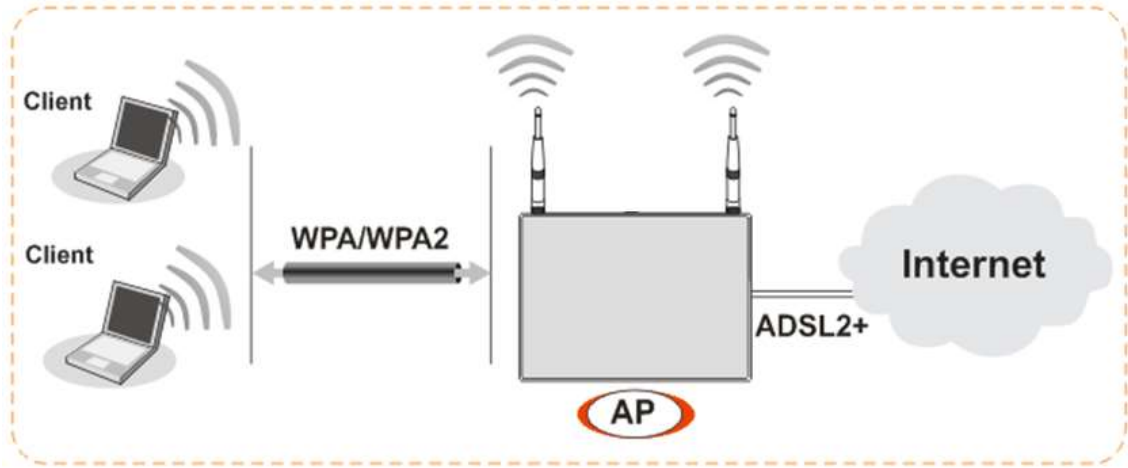 Client
Client
WPA/WPA2
Internet
ADSL2+
AP